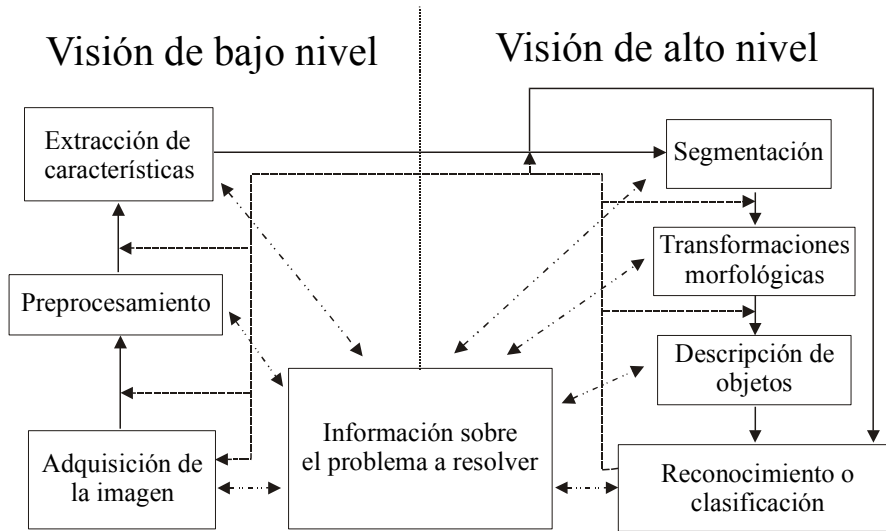 Visión de bajo nivel
Visión de alto nivel
Extracción de
características
Segmentación
Transformaciones
morfológicas
Preprocesamiento
Descripción de
objetos
Información sobre
el problema a resolver
Adquisición de
la imagen
Reconocimiento o
clasificación